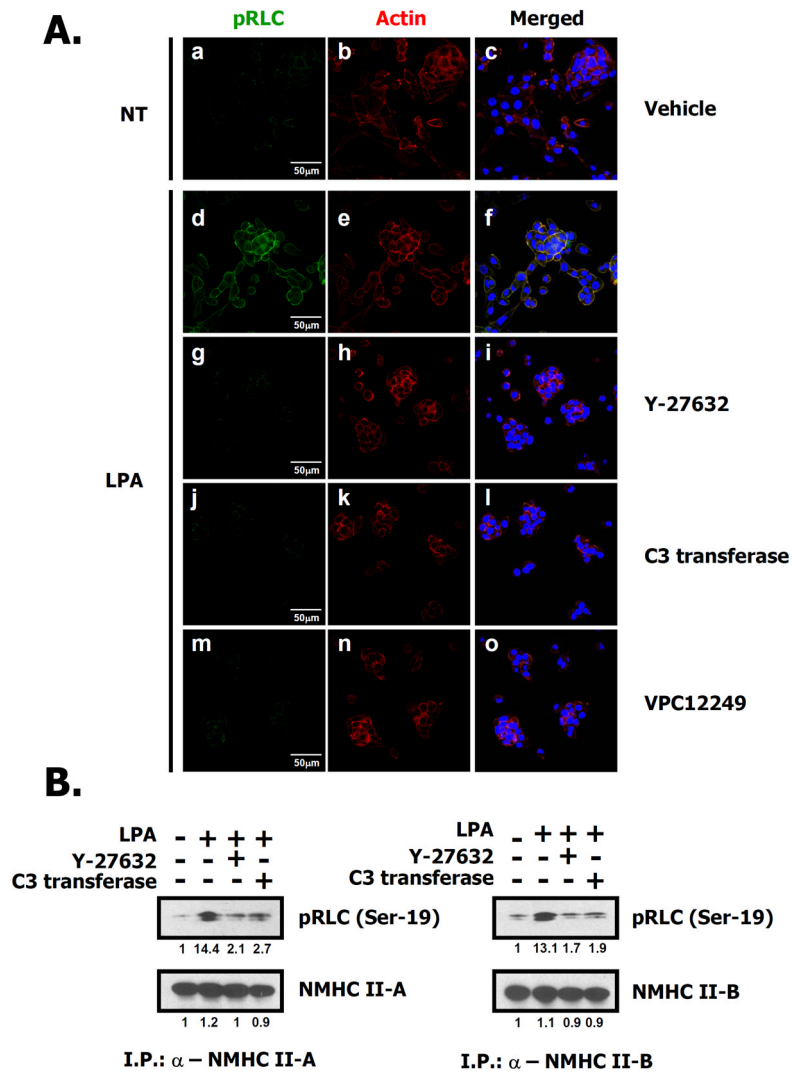 A.
pRLC Actin Merged
NT
a b c
50µm
Vehicle
LPA
d e f
50µm
g h i
50µm
Y-27632
j k l
50µm
C3 transferase
m n o
50µm
VPC12249
B.
LPA - + + +
Y-27632 - - + -
C3 transferase - - - +
pRLC (Ser-19)
1 14.4 2.1 2.7
NMHC II-A
1 1.2 1 0.9
I.P.: α – NMHC II-A
LPA - + + +
Y-27632 - - + -
C3 transferase - - - +
pRLC (Ser-19)
1 13.1 1.7 1.9
NMHC II-B
1 1.1 0.9 0.9
I.P.: α – NMHC II-B